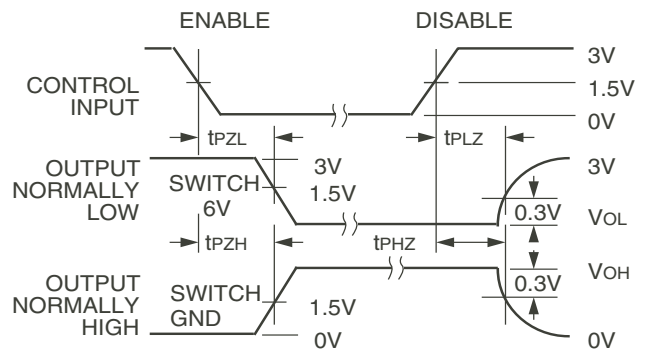 ENABLE
DISABLE
CONTROL
INPUT
3V
1.5V
0V
tPZL
tPLZ
OUTPUT
NORMALLY
LOW
SWITCH
6V
3V
1.5V
3V
0.3V
VOL
tPZH
tPHZ
OUTPUT
NORMALLY
HIGH
SWITCH
GND
1.5V
0V
VOH
0.3V
0V